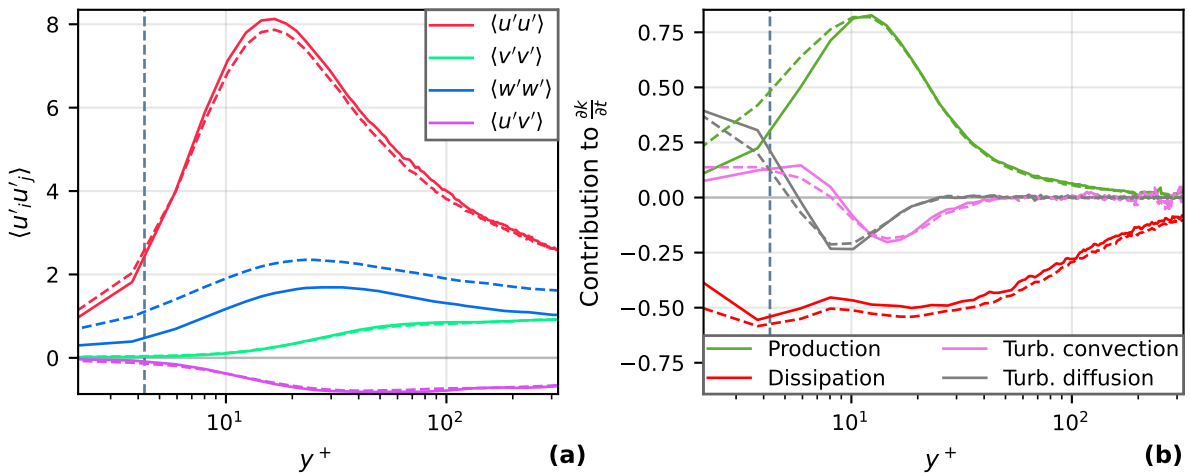 8
6
4
2
0
⟨u′ᵢu′ⱼ⟩
10¹
10²
y⁺
(a)
⟨u′u′⟩
⟨v′v′⟩
⟨w′w′⟩
⟨u′v′⟩
0.75
0.50
0.25
0.00
−0.25
−0.50
−0.75
Contribution to ∂k/∂t
10¹
10²
y⁺
(b)
Production
Dissipation
Turb. convection
Turb. diffusion